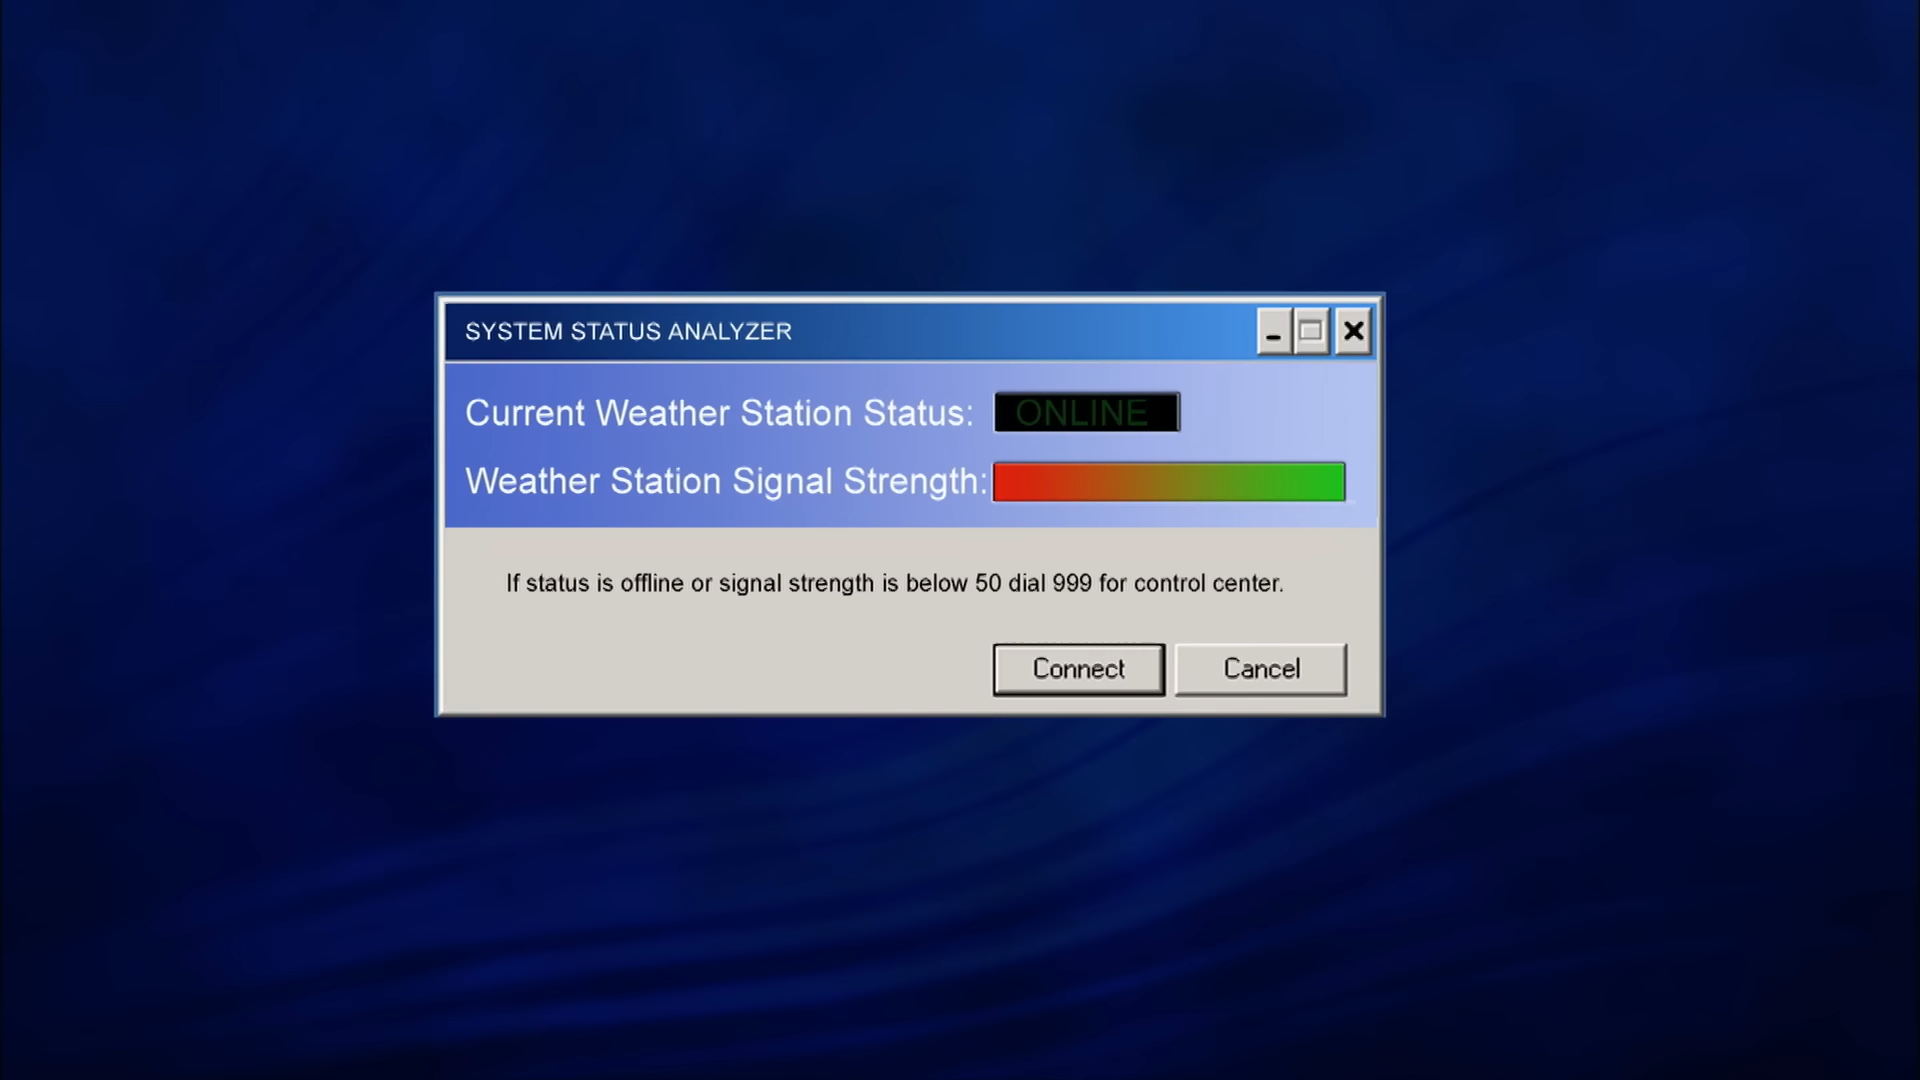 SYSTEM STATUS ANALYZER
Current Weather Station Status: ONLINE
Weather Station Signal Strength:
If status is offline or signal strength is below 50 dial 999 for control center.
Connect Cancel